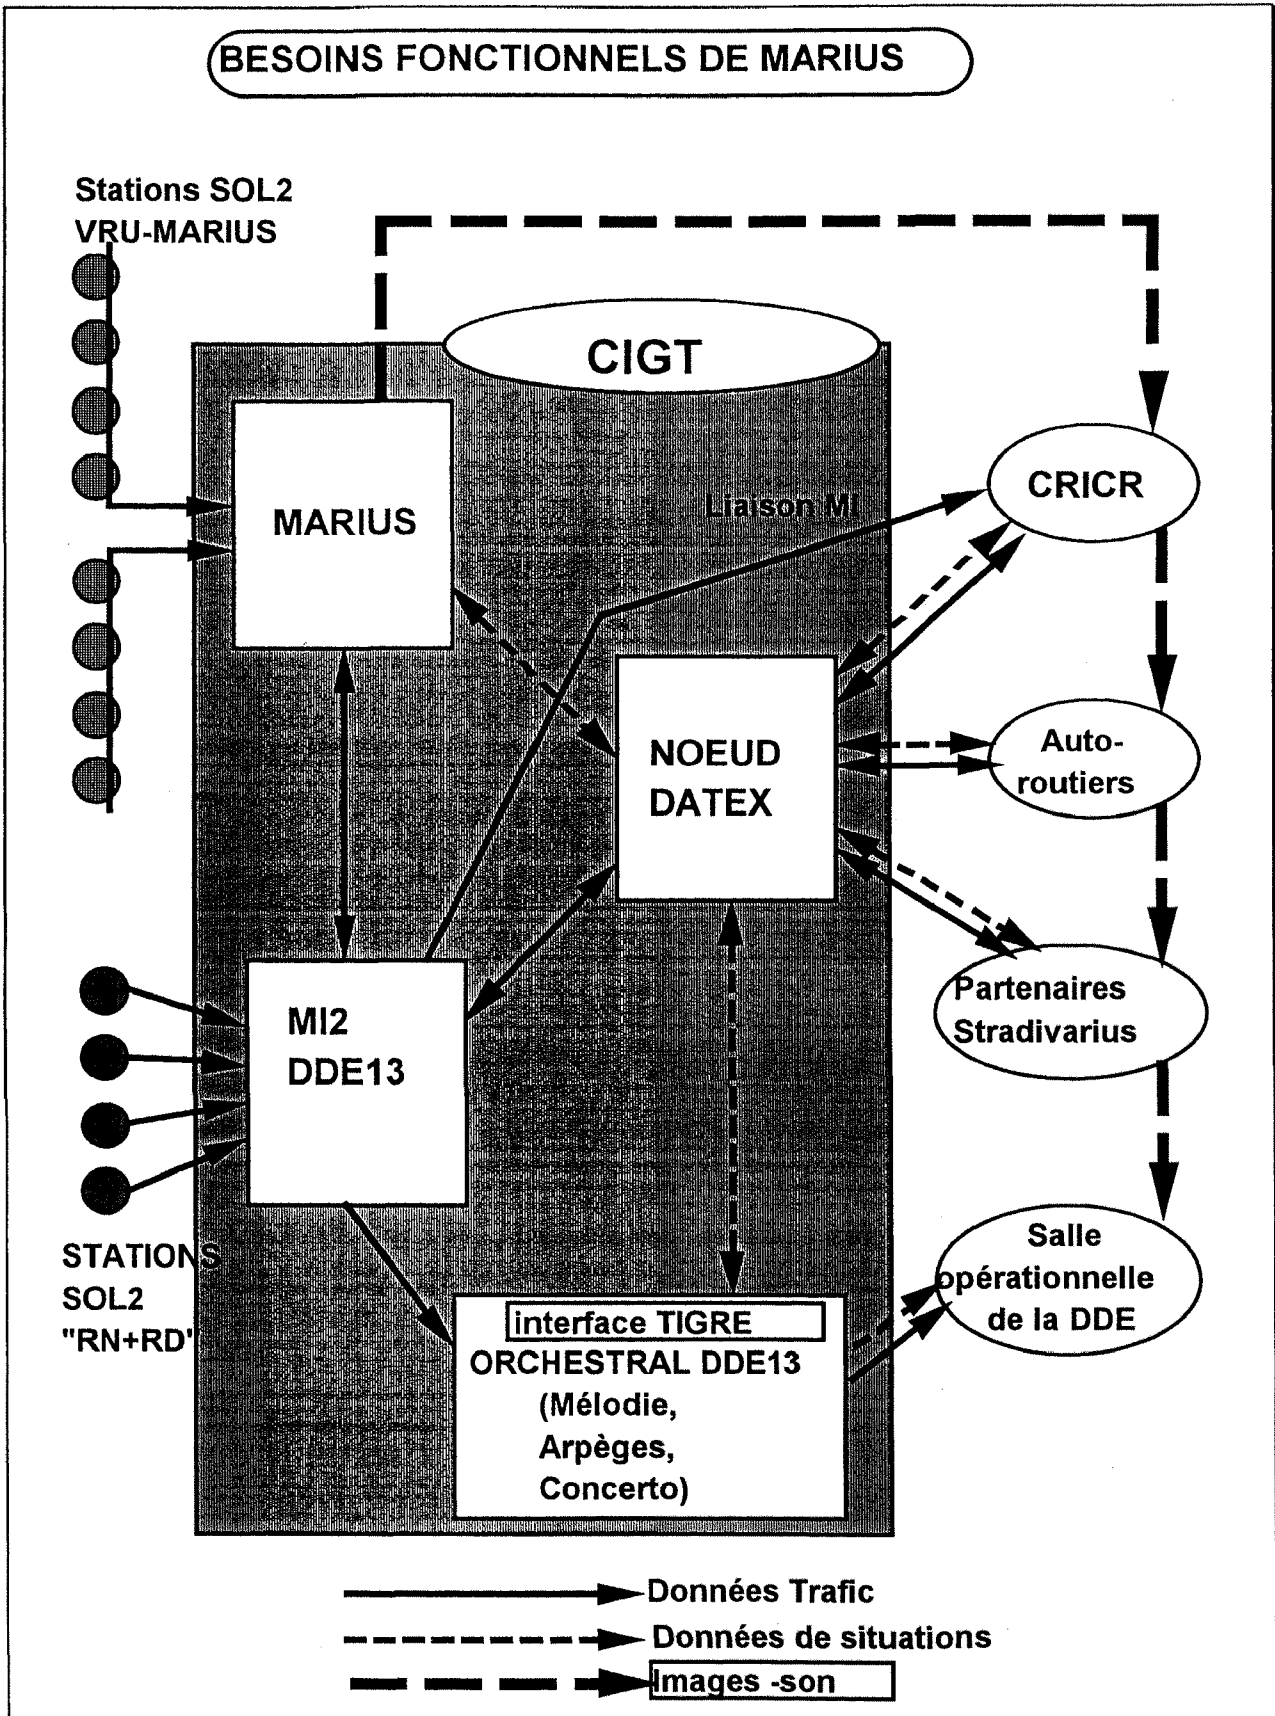 BESOINS FONCTIONNELS DE MARIUS
Stations SOL2
VRU-MARIUS
CIGT
MARIUS
Liaison MI
CRICR
NOEUD
DATEX
Auto-
routiers
MI2
DDE13
Partenaires
Stradivarius
STATIONS
SOL2
"RN+RD"
Salle
opérationnelle
de la DDE
interface TIGRE
ORCHESTRAL DDE13
(Mélodie,
Arpèges,
Concerto)
Données Trafic
Données de situations
Images -son